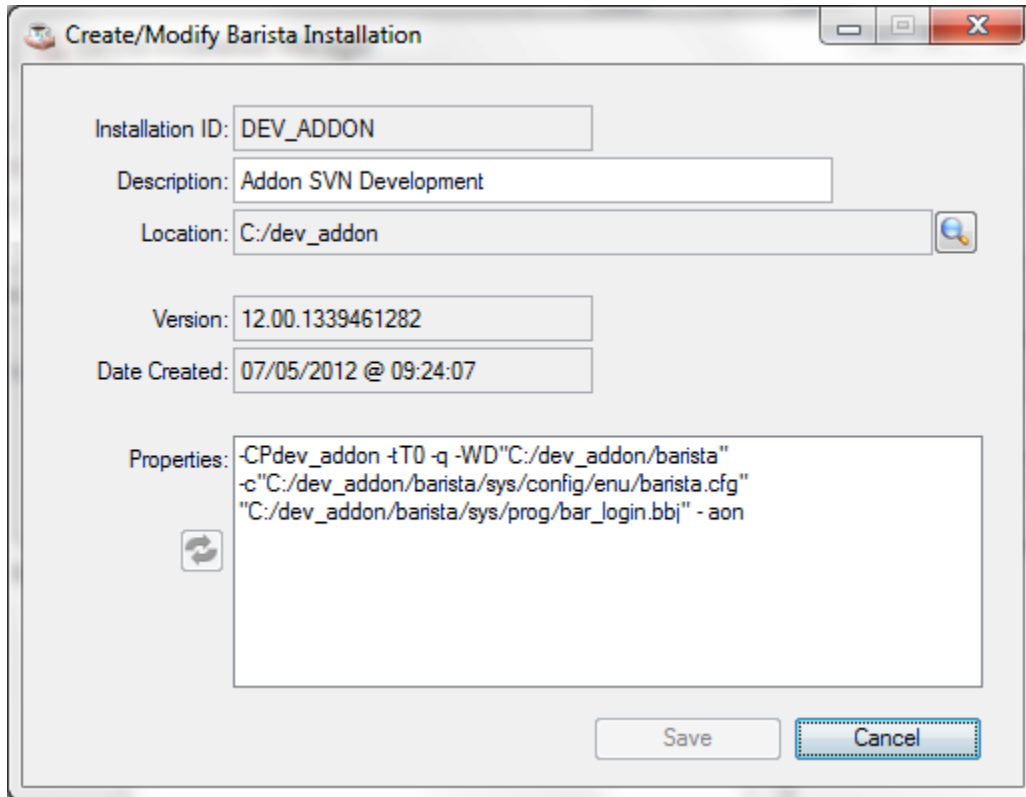 Create/Modify Barista Installation
Installation ID: DEV_ADDON
Description: Addon SVN Development
Location: C:/dev_addon
Version: 12.00.1339461282
Date Created: 07/05/2012 @ 09:24:07
Properties: -CPdev_addon -tT0 -q -WD"C:/dev_addon/barista"
-c"C:/dev_addon/barista/sys/config/enu/barista.cfg"
"C:/dev_addon/barista/sys/prog/bar_login.bbj" - aon
Save Cancel